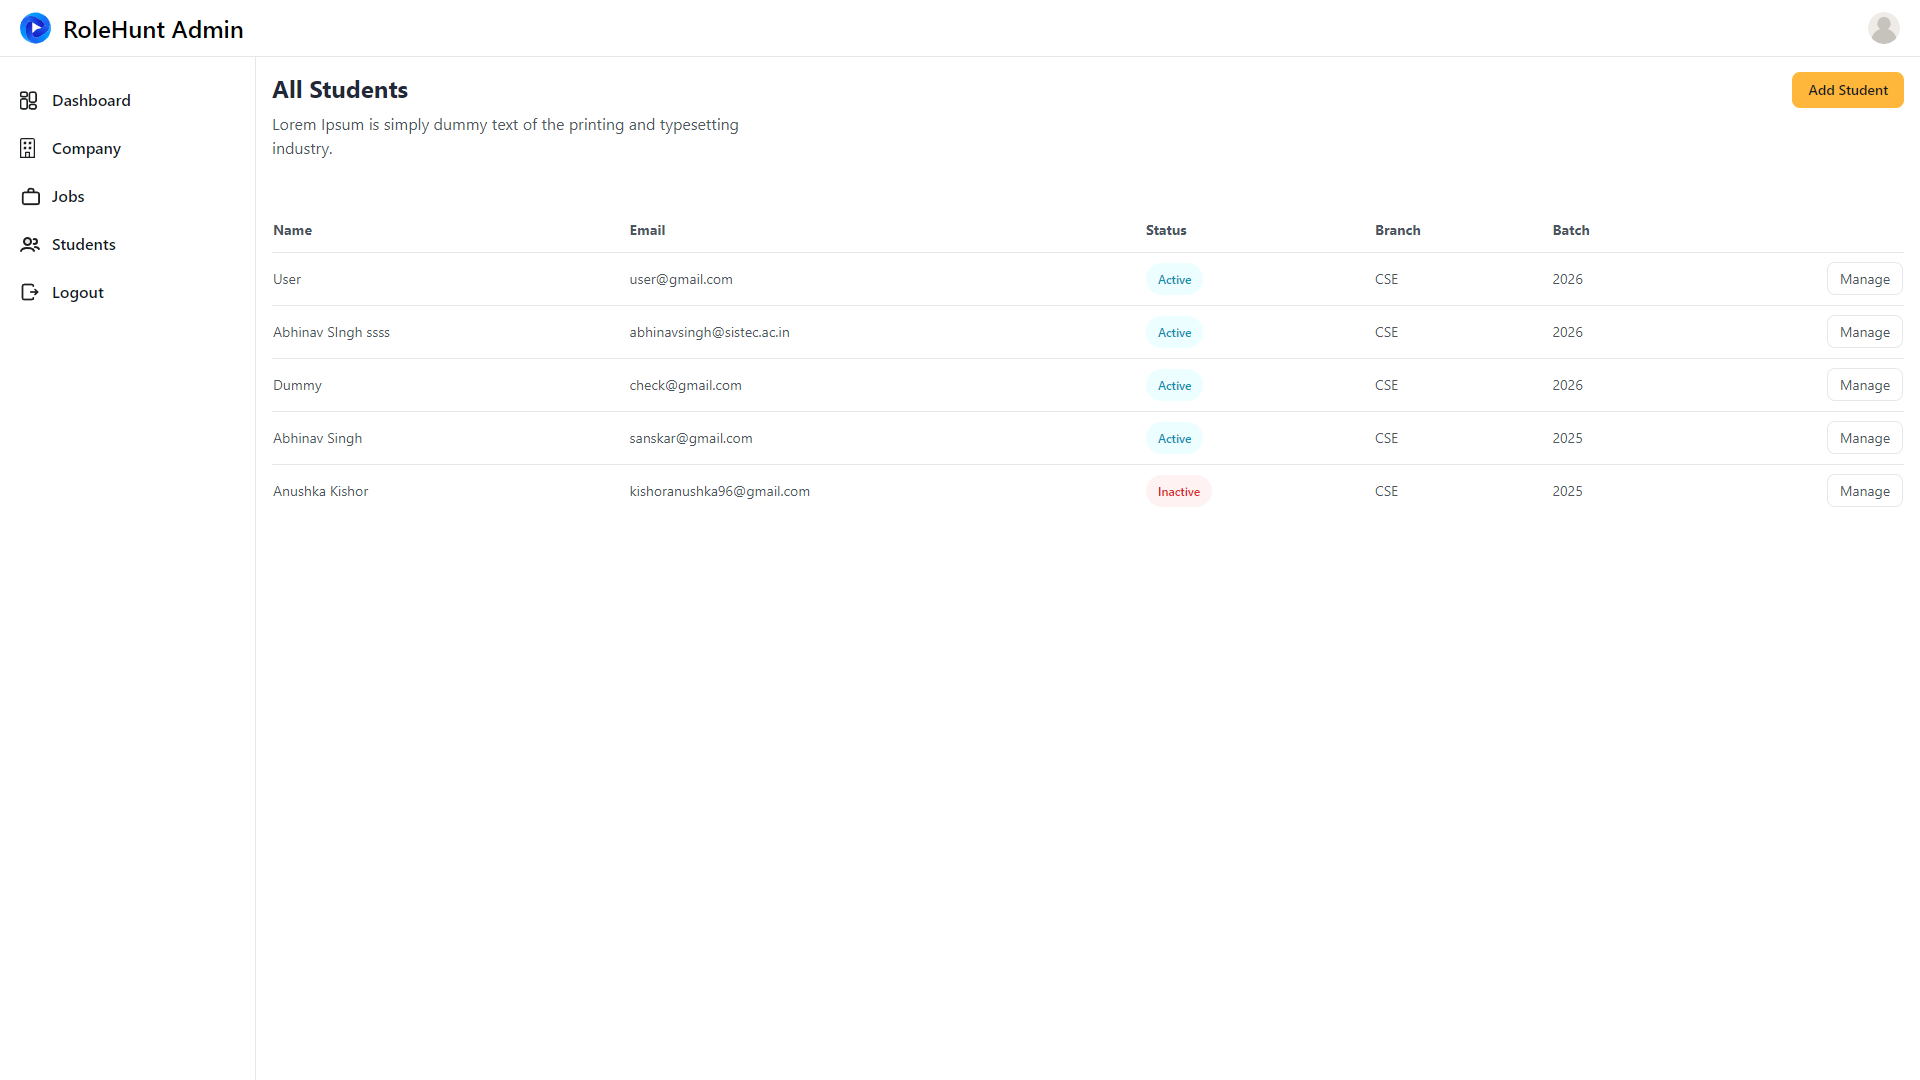 RoleHunt Admin
Dashboard
Company
Jobs
Students
Logout
All Students
Add Student
Lorem Ipsum is simply dummy text of the printing and typesetting
industry.
Name Email Status Branch Batch
User user@gmail.com Active CSE 2026 Manage
Abhinav SIngh ssss abhinavsingh@sistec.ac.in Active CSE 2026 Manage
Dummy check@gmail.com Active CSE 2026 Manage
Abhinav Singh sanskar@gmail.com Active CSE 2025 Manage
Anushka Kishor kishoranushka96@gmail.com Inactive CSE 2025 Manage